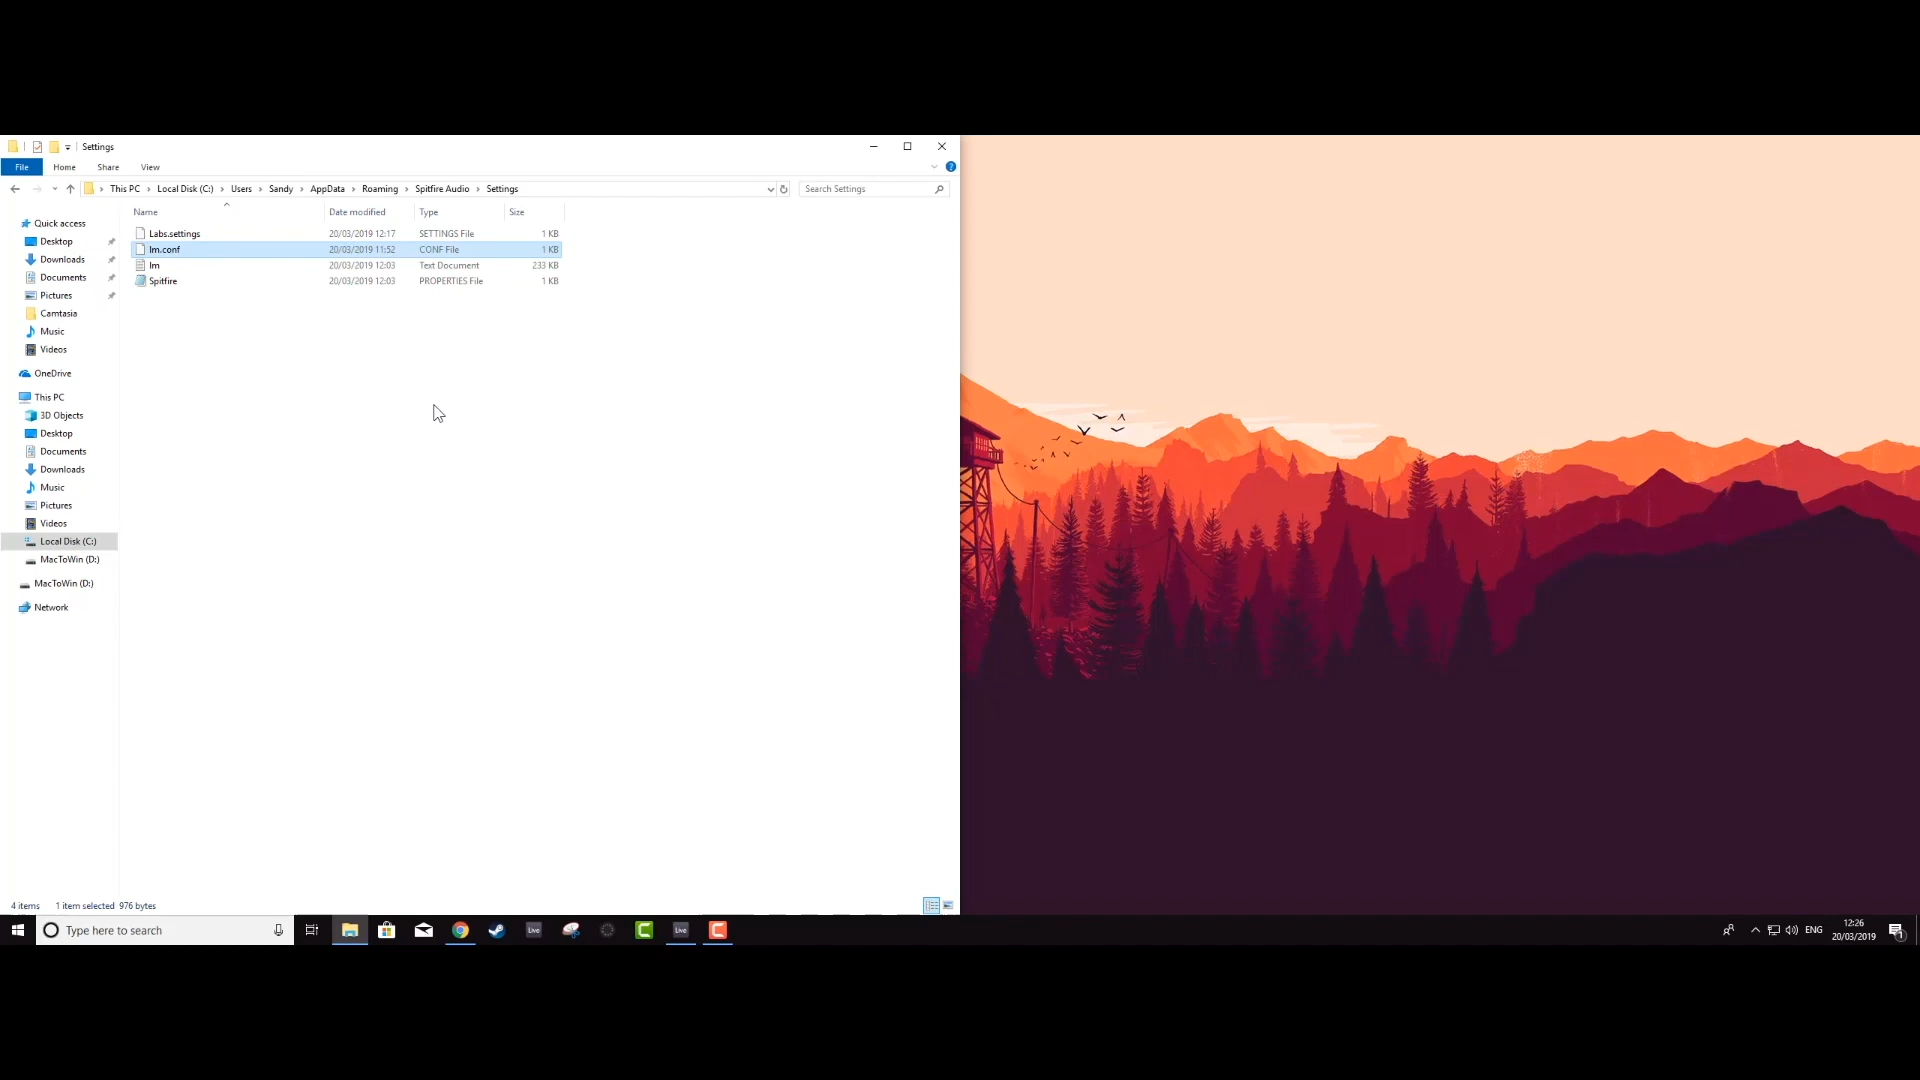 Settings
File Home Share View
This PC Local Disk (C:) Users Sandy AppData Roaming Spitfire Audio Settings Search Settings
Name Date modified Type Size
Labs.settings 20/03/2019 12:17 SETTINGS File 1 KB
lm.conf 20/03/2019 11:52 CONF File 1 KB
lm 20/03/2019 12:03 Text Document 233 KB
Spitfire 20/03/2019 12:03 PROPERTIES File 1 KB
Quick access
Desktop
Downloads
Documents
Pictures
Camtasia
Music
Videos
OneDrive
This PC
3D Objects
Desktop
Documents
Downloads
Music
Pictures
Videos
Local Disk (C:)
MacToWin (D:)
MacToWin (D:)
Network
4 items 1 item selected 976 bytes
Type here to search
Live
Live
ENG
12:26
20/03/2019
1